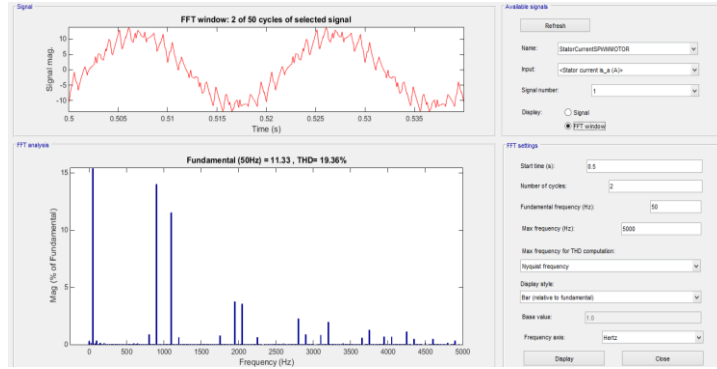 Signal
FFT window: 2 of 50 cycles of selected signal
10
5
0
-5
-10
Signal mag.
0.5 0.505 0.51 0.515 0.52 0.525 0.53 0.535
Time (s)
FFT analysis
Fundamental (50Hz) = 11.33 , THD= 19.36%
15
10
5
0
Mag (% of Fundamental)
0 500 1000 1500 2000 2500 3000 3500 4000 4500 5000
Frequency (Hz)
Available signals
Refresh
Name: StatorCurrentSPWMMOTOR
Input: <Stator current is_a (A)>
Signal number: 1
Display: Signal
FFT window
FFT settings
Start time (s): 0.5
Number of cycles: 2
Fundamental frequency (Hz): 50
Max frequency (Hz): 5000
Max frequency for THD computation:
Nyquist frequency
Display style:
Bar (relative to fundamental)
Base value: 1.0
Frequency axis: Hertz
Display Close